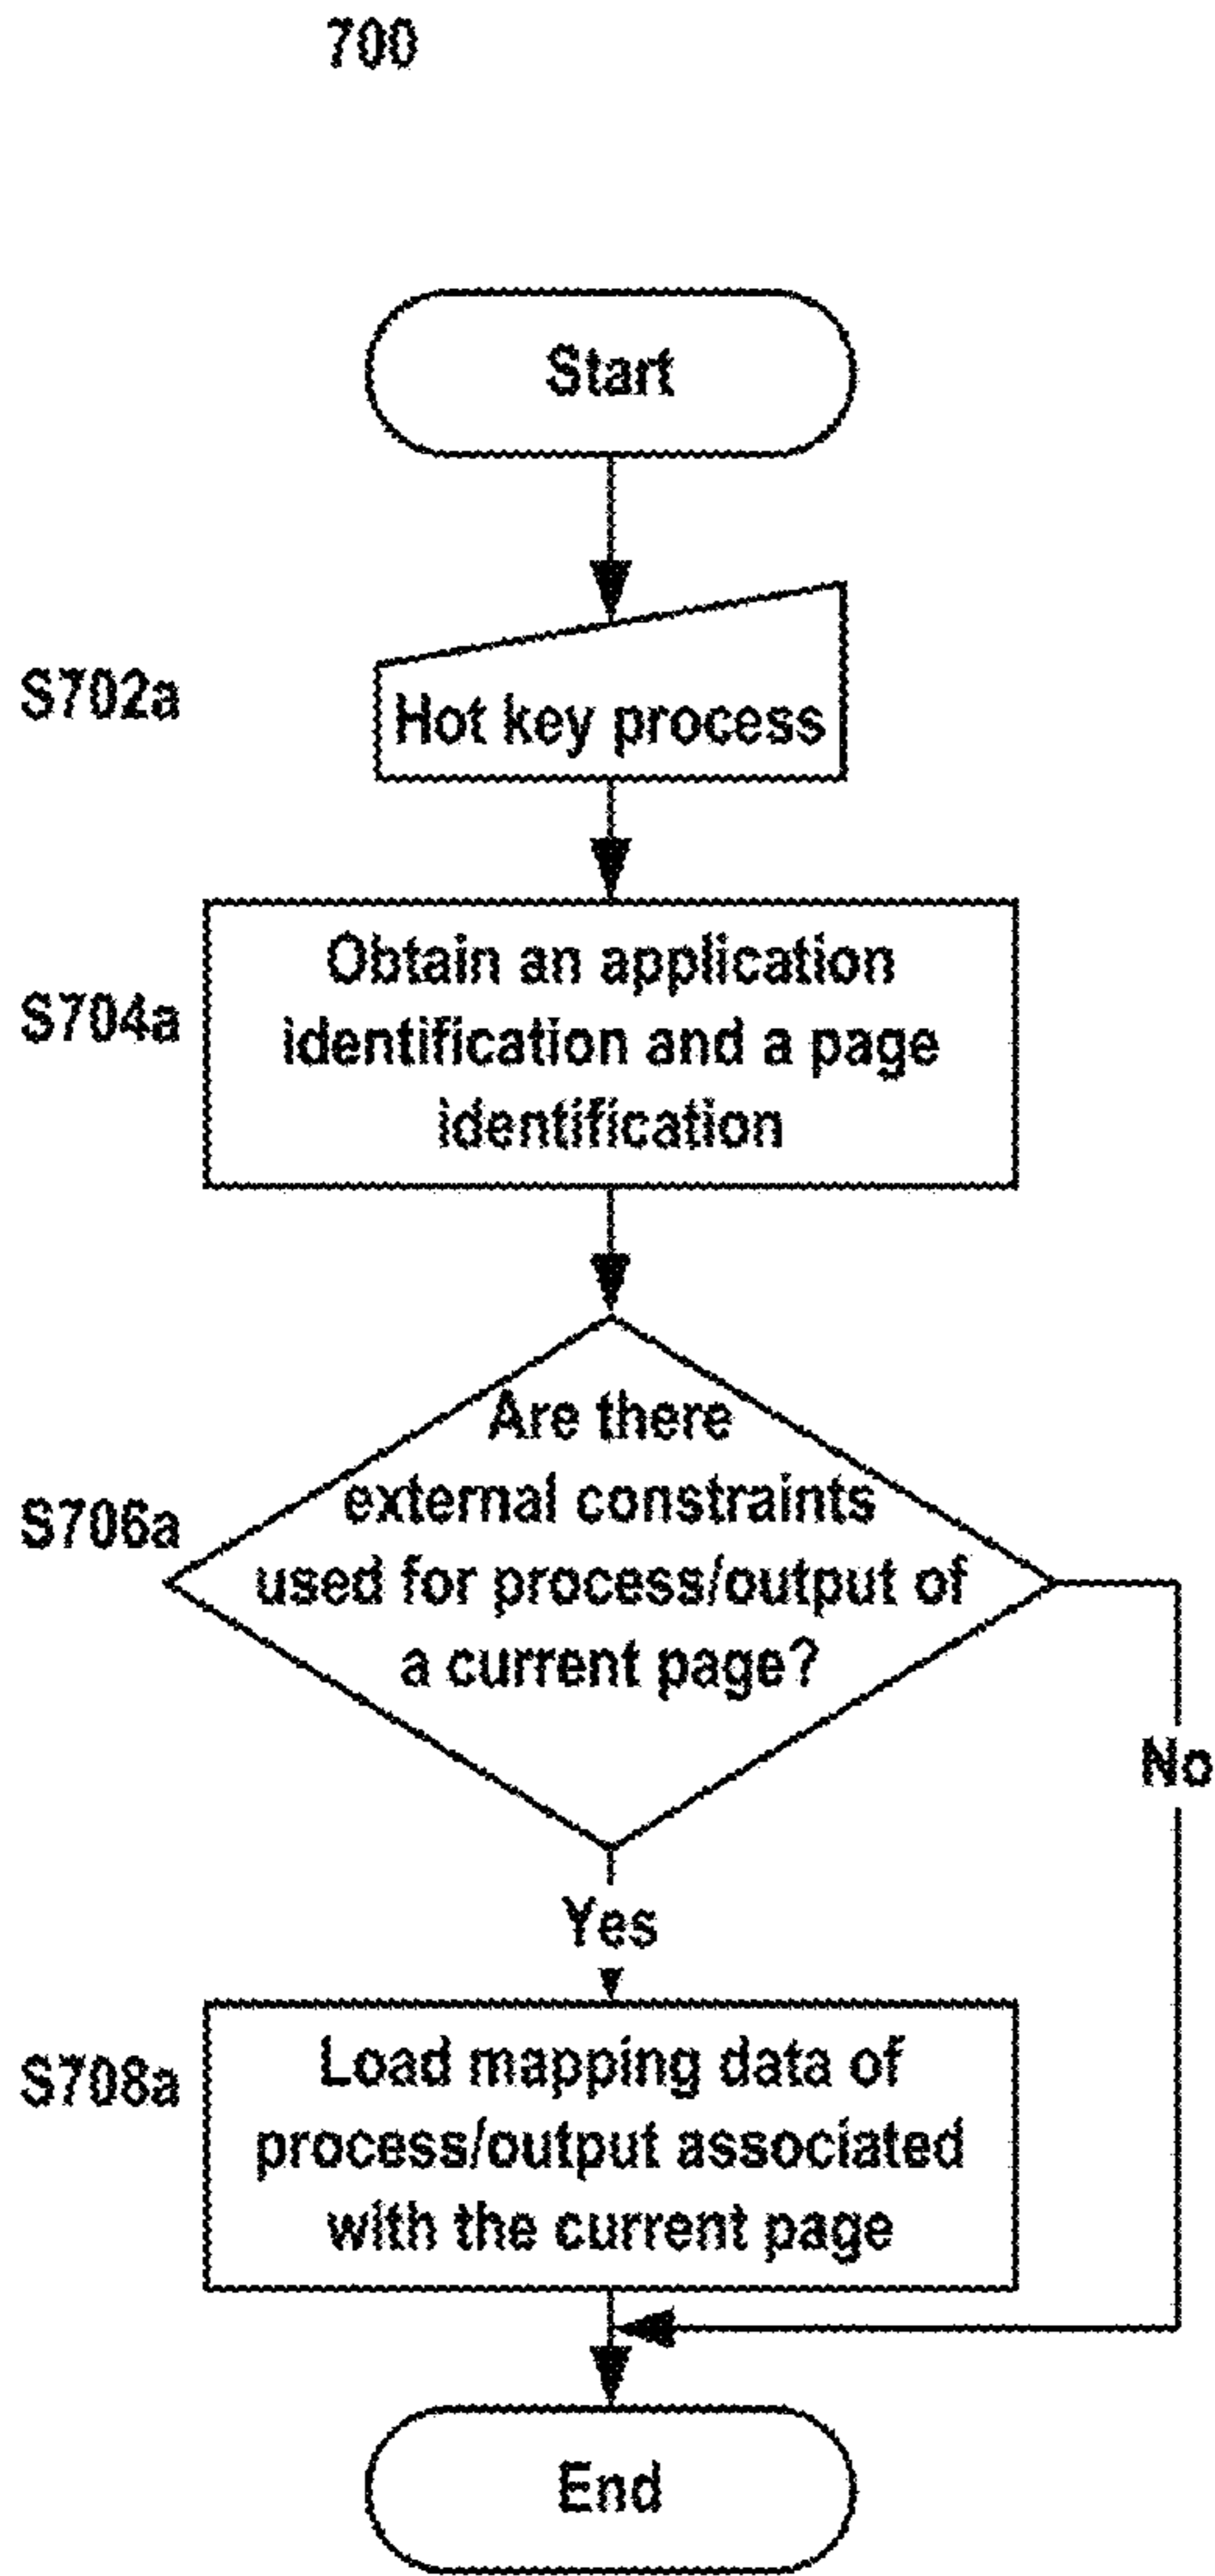 700
Start
S702a
Hot key process
S704a
Obtain an application
identification and a page
identification
S706a
Are there
external constraints
used for process/output of
a current page?
No
Yes
S708a
Load mapping data of
process/output associated
with the current page
End